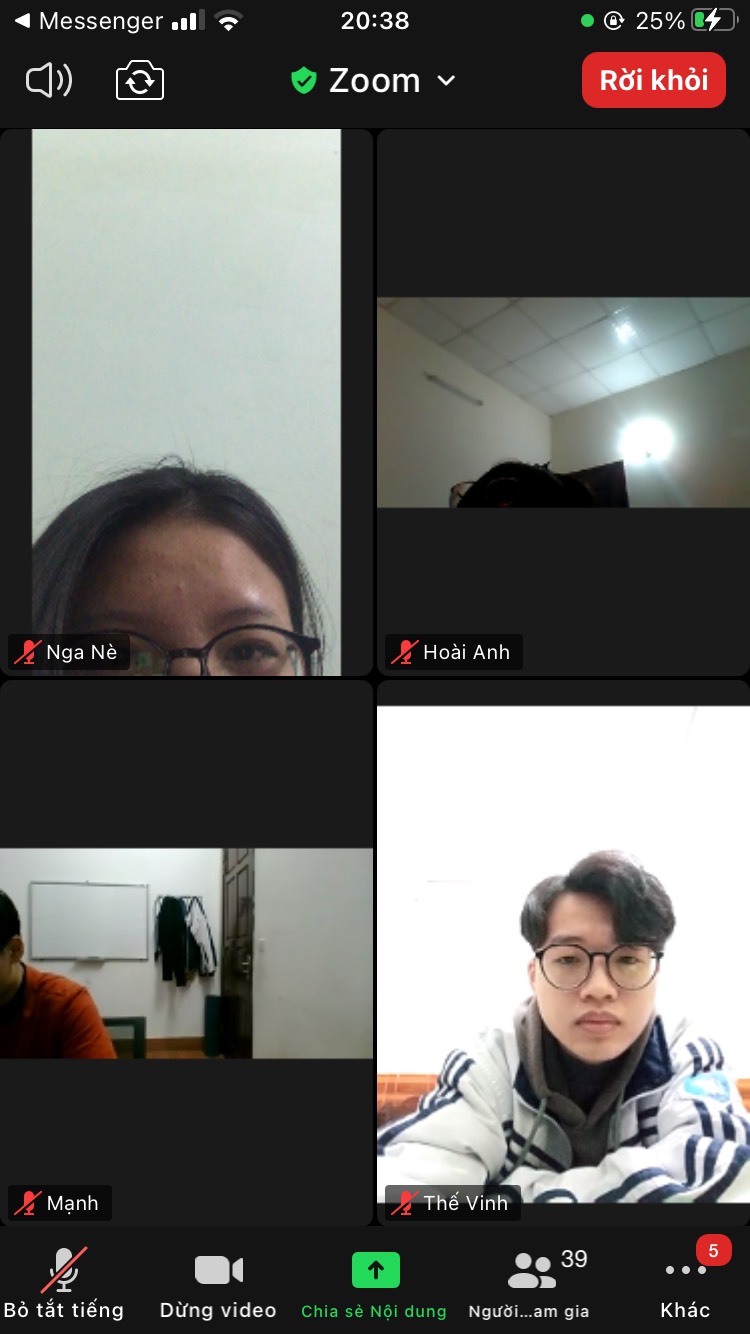 Messenger
20:38
25%
Zoom
Rời khỏi
Nga Nè
Hoài Anh
Mạnh
Thế Vinh
39
5
Bỏ tắt tiếng
Dừng video
Chia sẻ Nội dung
Người...am gia
Khác